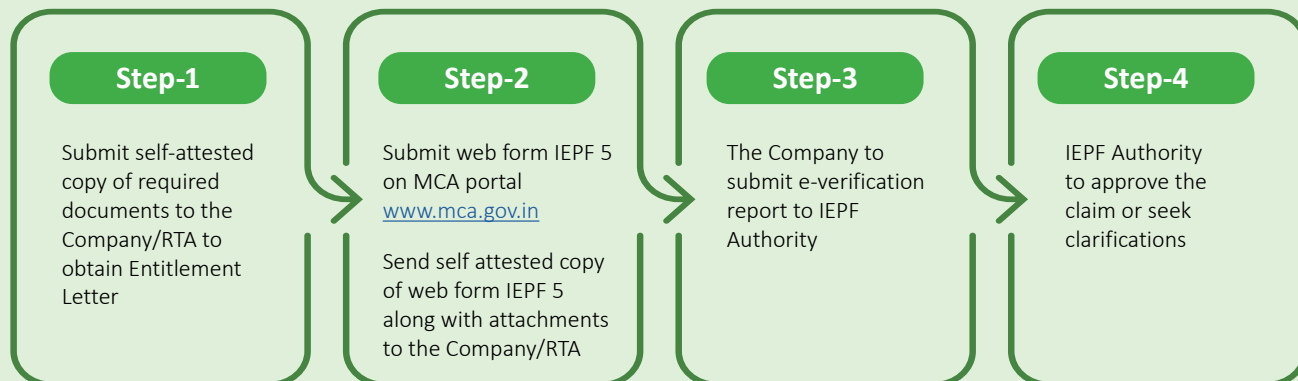 Step-1
Submit self-attested
copy of required
documents to the
Company/RTA to
obtain Entitlement
Letter
Step-2
Submit web form IEPF 5
on MCA portal
www.mca.gov.in
Send self attested copy
of web form IEPF 5
along with attachments
to the Company/RTA
Step-3
The Company to
submit e-verification
report to IEPF
Authority
Step-4
IEPF Authority
to approve the
claim or seek
clarifications